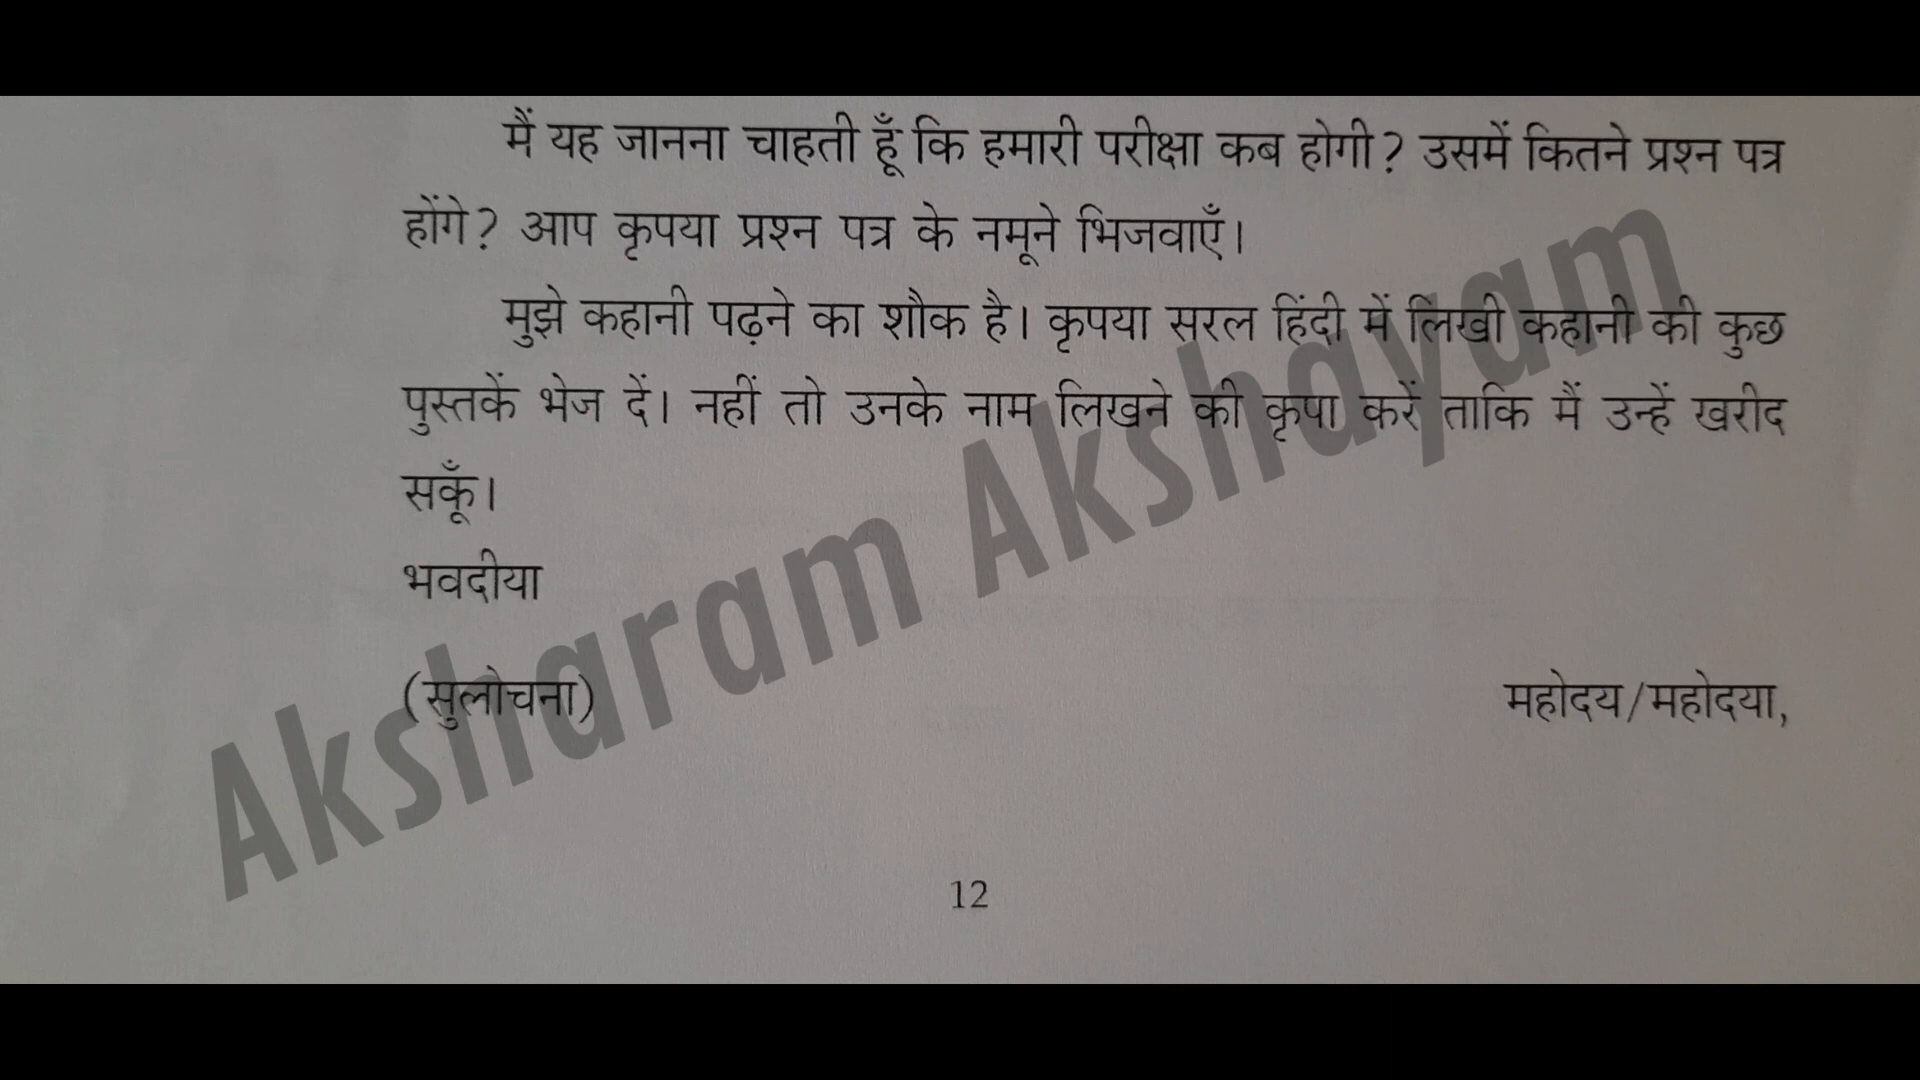 मैं यह जानना चाहती हूँ कि हमारी परीक्षा कब होगी? उसमें कितने प्रश्न पत्र
होंगे? आप कृपया प्रश्न पत्र के नमूने भिजवाएँ।
मुझे कहानी पढ़ने का शौक है। कृपया सरल हिंदी में लिखी कहानी की कुछ
पुस्तकें भेज दें। नहीं तो उनके नाम लिखने की कृपा करें ताकि मैं उन्हें खरीद
सकूँ।
भवदीया
(सुलोचना) महोदय/महोदया,
Aksharam Akshayam
12